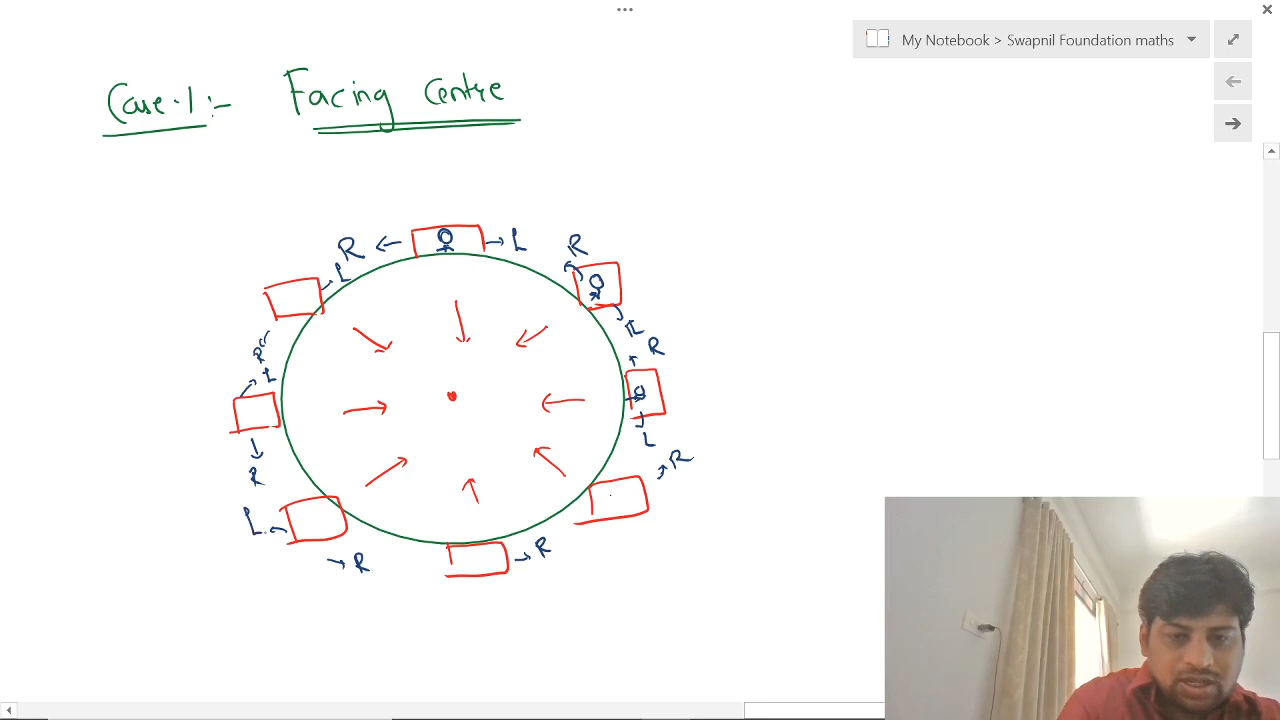 My Notebook > Swapnil Foundation maths
Case·1 :- Facing Centre
R ← → L
R
L
L
R
R
L
R
L
R
L
R
L
→ R
→ R